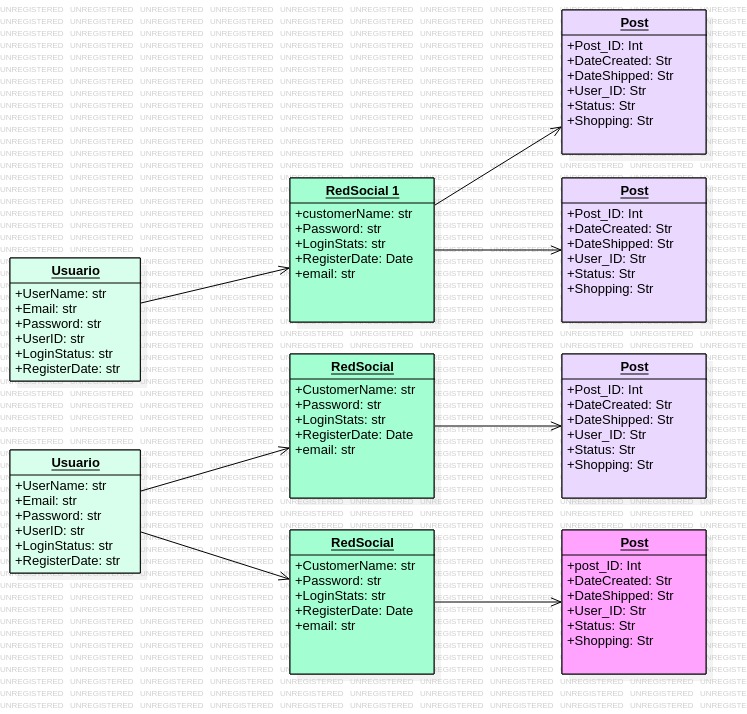 Post
+Post_ID: Int
+DateCreated: Str
+DateShipped: Str
+User_ID: Str
+Status: Str
+Shopping: Str
RedSocial 1
+customerName: str
+Password: str
+LoginStats: str
+RegisterDate: Date
+email: str
Post
+Post_ID: Int
+DateCreated: Str
+DateShipped: Str
+User_ID: Str
+Status: Str
+Shopping: Str
Usuario
+UserName: str
+Email: str
+Password: str
+UserID: str
+LoginStatus: str
+RegisterDate: str
RedSocial
+CustomerName: str
+Password: str
+LoginStats: str
+RegisterDate: Date
+email: str
Post
+Post_ID: Int
+DateCreated: Str
+DateShipped: Str
+User_ID: Str
+Status: Str
+Shopping: Str
Usuario
+UserName: str
+Email: str
+Password: str
+UserID: str
+LoginStatus: str
+RegisterDate: str
RedSocial
+CustomerName: str
+Password: str
+LoginStats: str
+RegisterDate: Date
+email: str
Post
+post_ID: Int
+DateCreated: Str
+DateShipped: Str
+User_ID: Str
+Status: Str
+Shopping: Str
UNREGISTERED